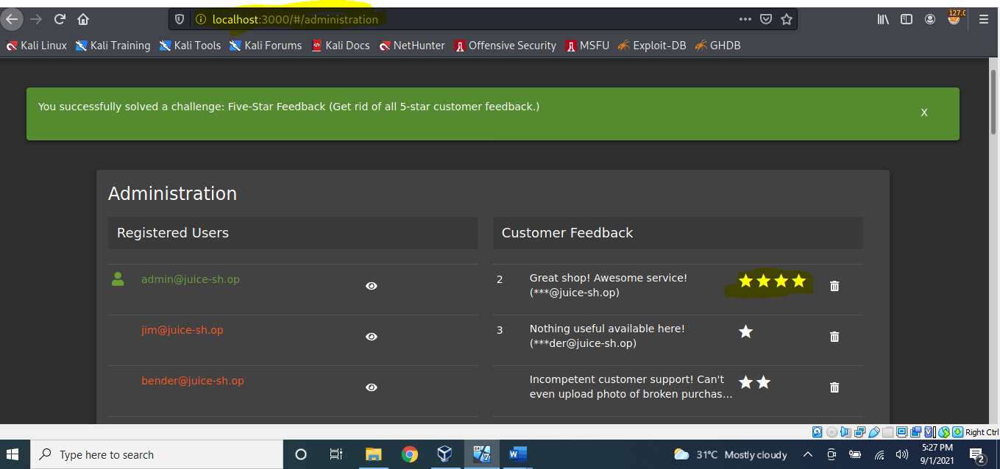 localhost:3000/#/administration
127.0
Kali Linux Kali Training Kali Tools Kali Forums Kali Docs NetHunter Offensive Security MSFU Exploit-DB GHDB
You successfully solved a challenge: Five-Star Feedback (Get rid of all 5-star customer feedback.)
X
Administration
Registered Users
admin@juice-sh.op
jim@juice-sh.op
bender@juice-sh.op
Customer Feedback
2 Great shop! Awesome service!
(***@juice-sh.op)
3 Nothing useful available here!
(***der@juice-sh.op)
Incompetent customer support! Can't
even upload photo of broken purchas...
Right Ctrl
Type here to search
64
7
W
31°C Mostly cloudy
5:27 PM
9/1/2021
2